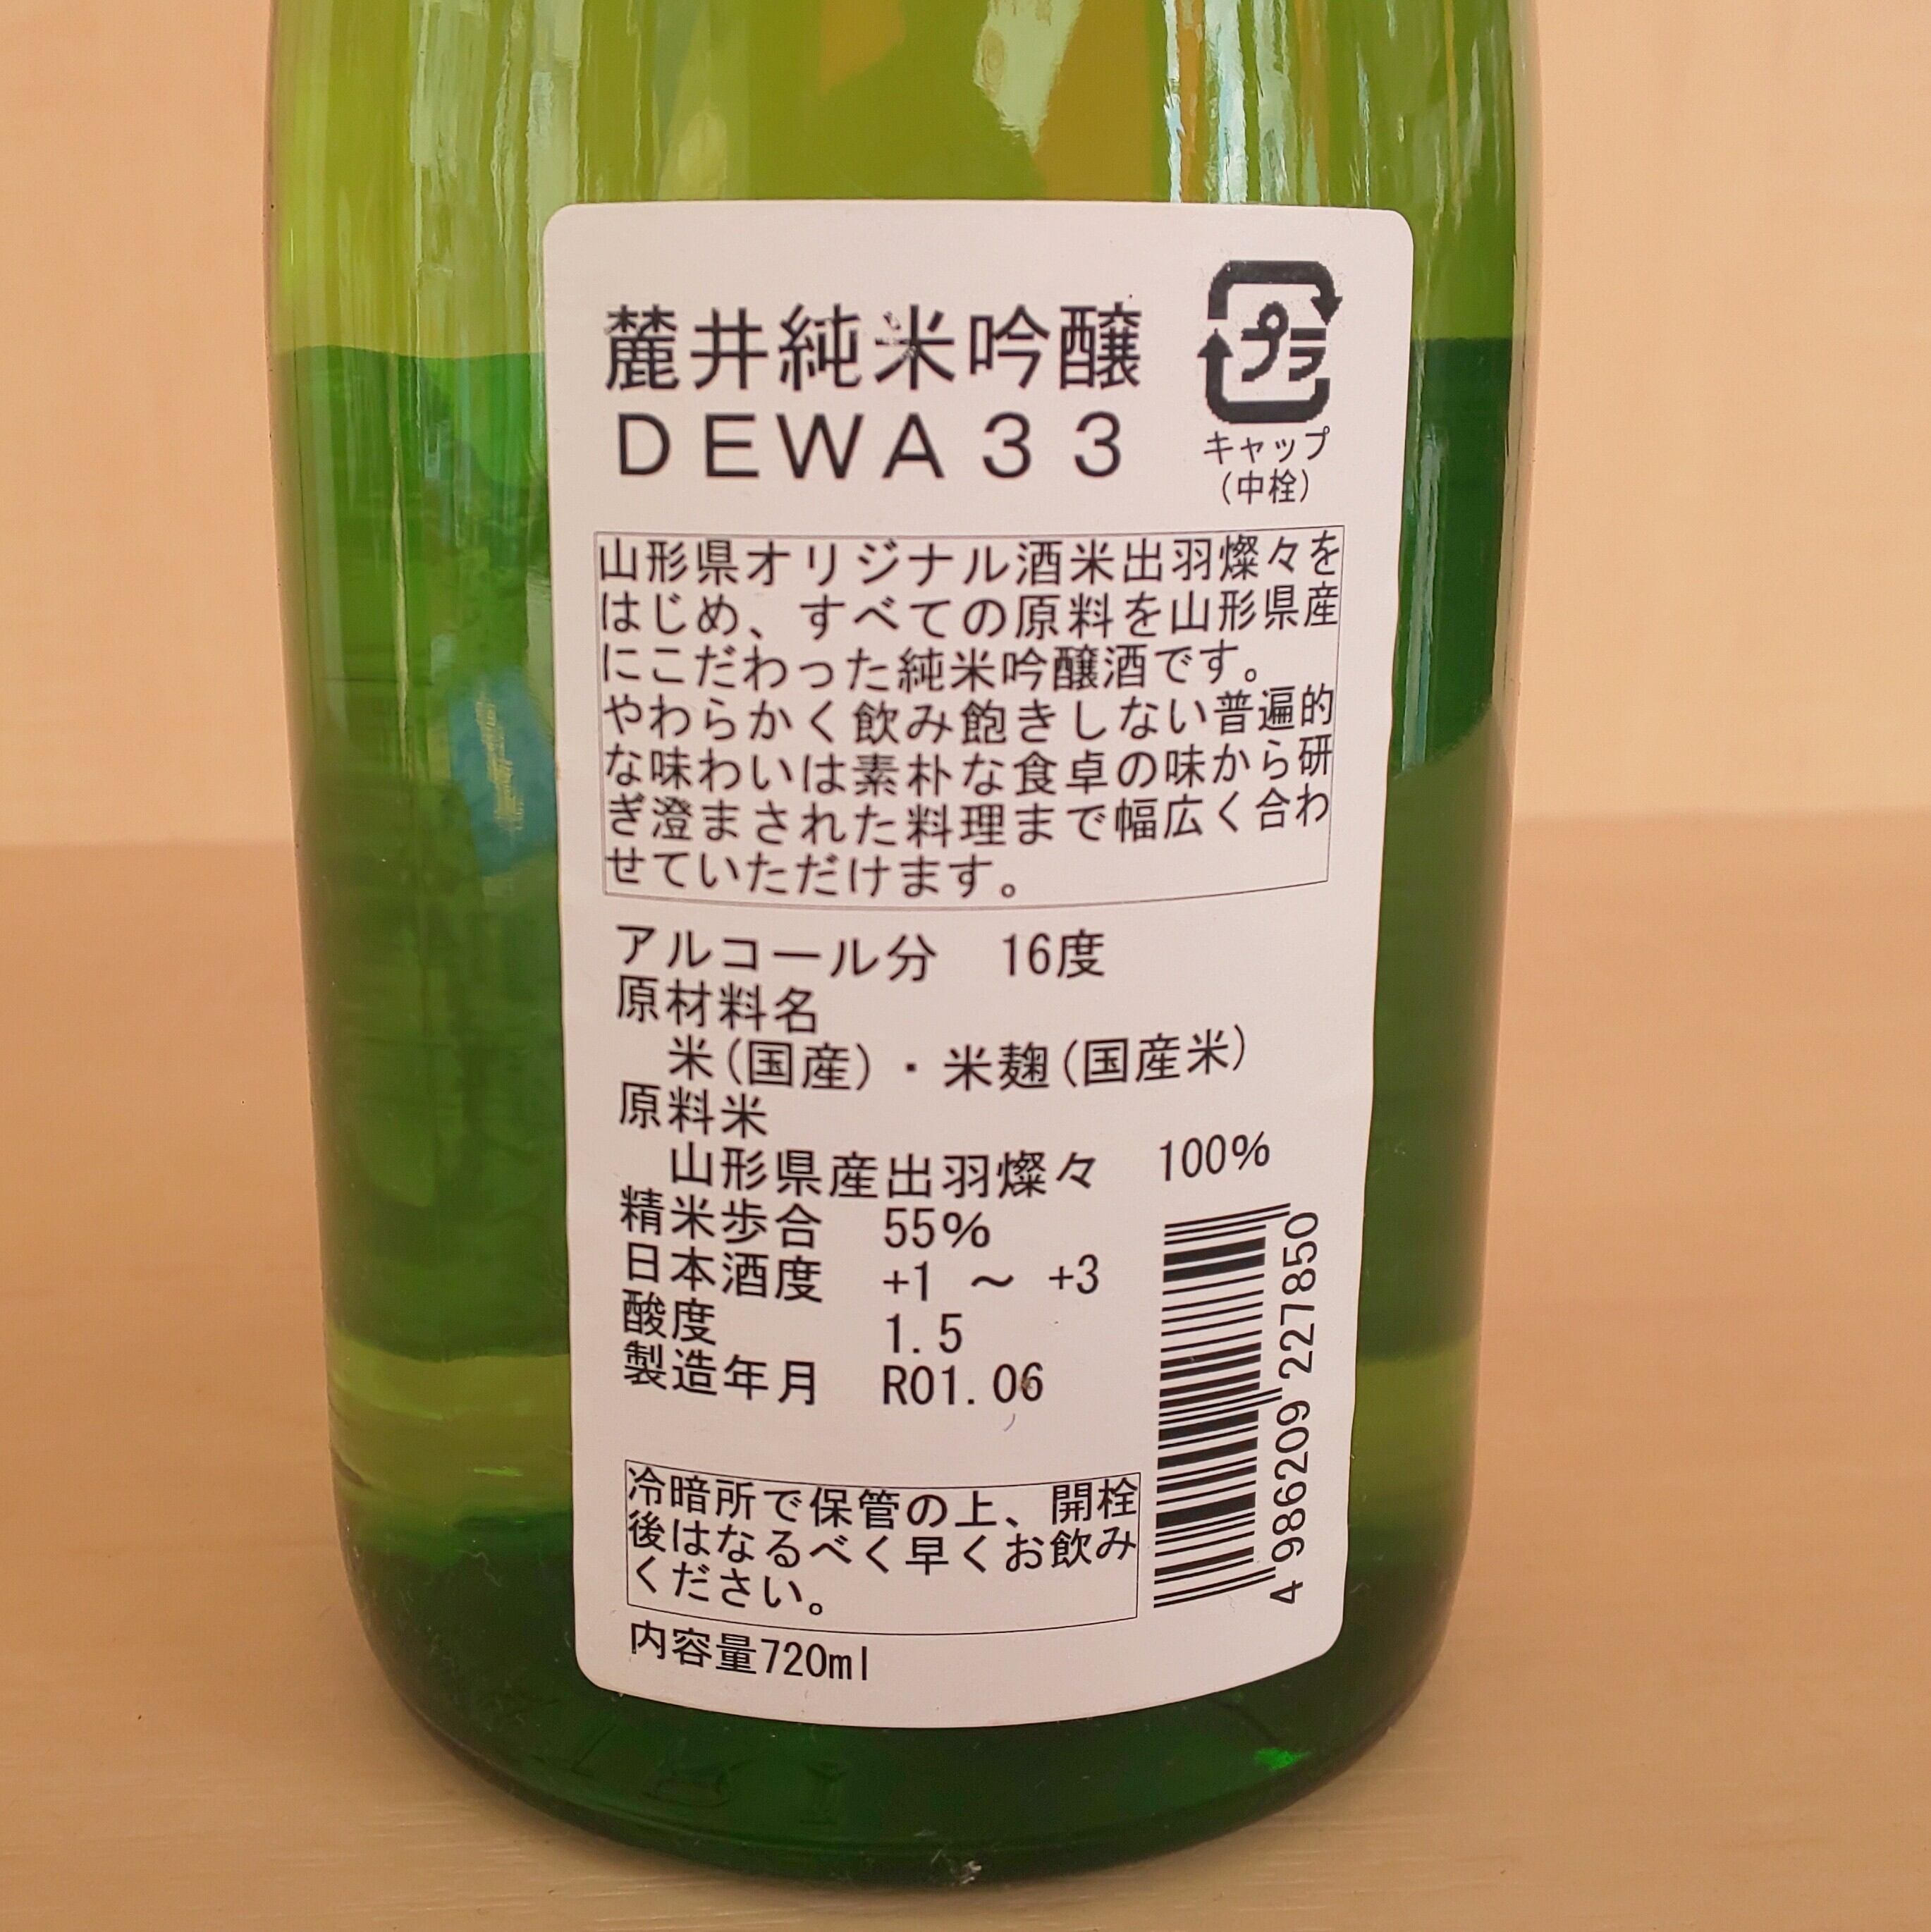 麓井純米吟醸
DEWA33
プラ
キャップ
(中栓)
山形県オリジナル酒米出羽燦々を
はじめ、すべての原料を山形県産
にこだわった純米吟醸酒です。
やわらかく飲み飽きしない普遍的
な味わいは素朴な食卓の味から研
ぎ澄まされた料理まで幅広く合わ
せていただけます。
アルコール分 16度
原材料名
米(国産)・米麹(国産米)
原料米
山形県産出羽燦々 100%
精米歩合 55%
日本酒度 +1 ～ +3
酸度 1.5
製造年月 R01.06
冷暗所で保管の上、開栓
後はなるべく早くお飲み
ください。
内容量720ml
4 986209 227850